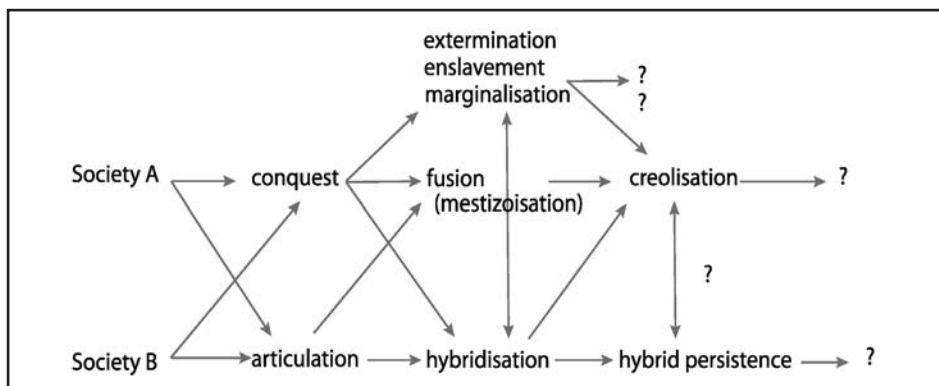 extermination
enslavement
marginalisation
?
?
Society A
conquest
fusion
(mestizoisation)
creolisation
?
?
Society B
articulation
hybridisation
hybrid persistence
?